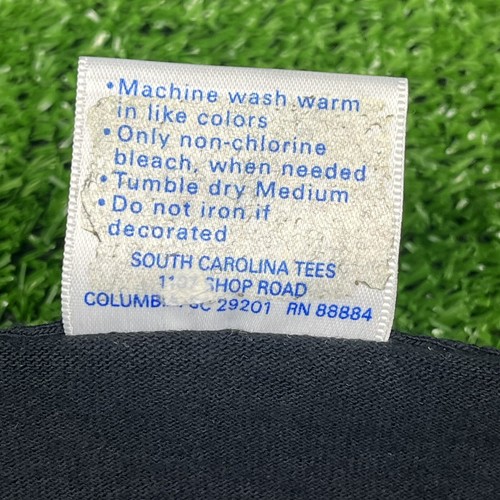 •Machine wash warm
in like colors
•Only non-chlorine
bleach, when needed
•Tumble dry Medium
•Do not iron if
decorated
SOUTH CAROLINA TEES
SHOP ROAD
SC 29201 RN 88884